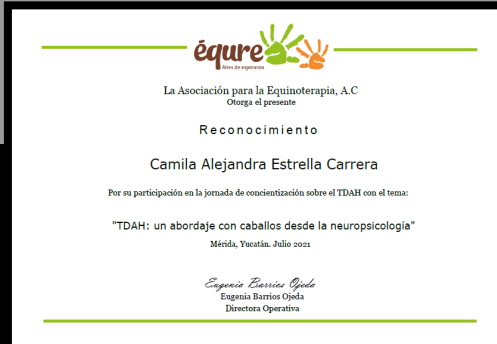 équre
Aires de esperanza
La Asociación para la Equinoterapia, A.C
Otorga el presente
Reconocimiento
Camila Alejandra Estrella Carrera
Por su participación en la jornada de concientización sobre el TDAH con el tema:
"TDAH: un abordaje con caballos desde la neuropsicología"
Mérida, Yucatán. Julio 2021
Eugenia Barrios Ojeda
Eugenia Barrios Ojeda
Directora Operativa